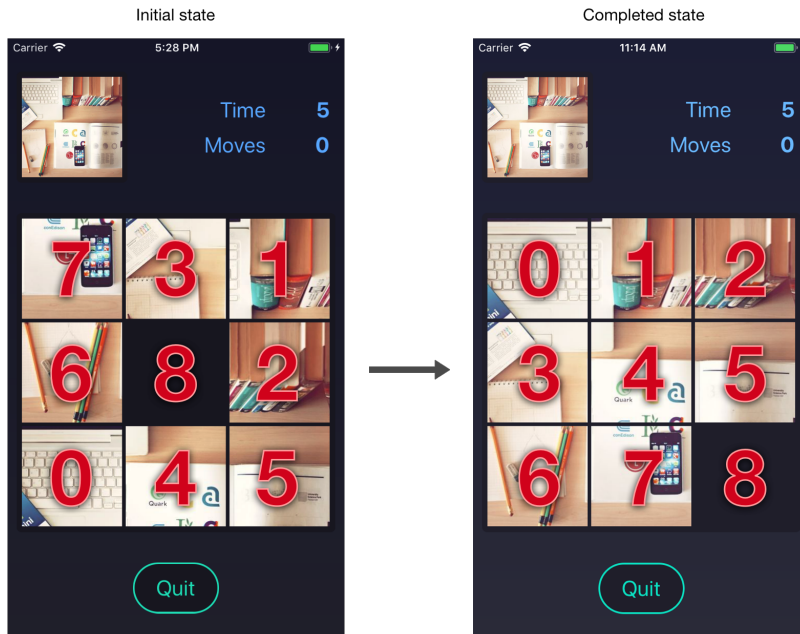 Initial state
Completed state
Carrier
5:28 PM
Time 5
Moves 0
7 3 1
6 8 2
0 4 5
Quark
Quit
Carrier
11:14 AM
Time 5
Moves 0
0 1 2
3 4 5
Quark
6 7 8
Quit